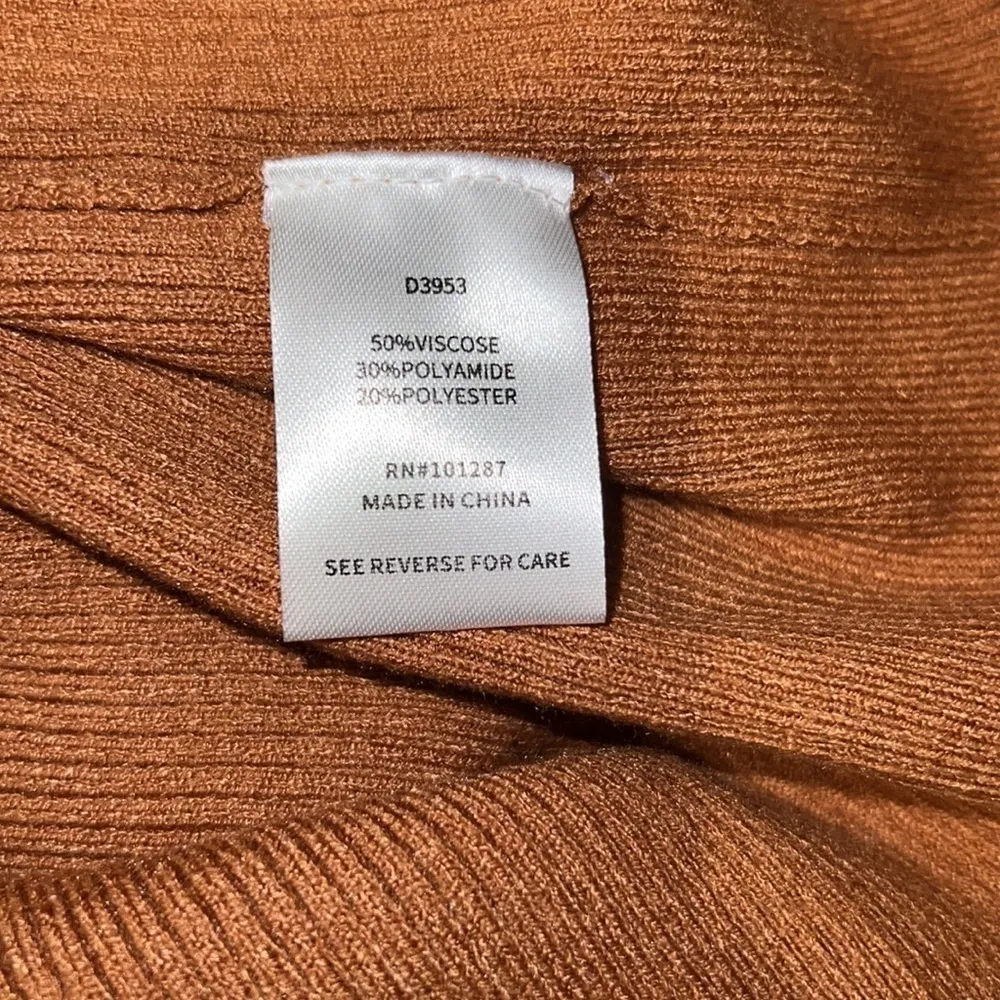 D3953
50%VISCOSE
30%POLYAMIDE
20%POLYESTER
RN#101287
MADE IN CHINA
SEE REVERSE FOR CARE